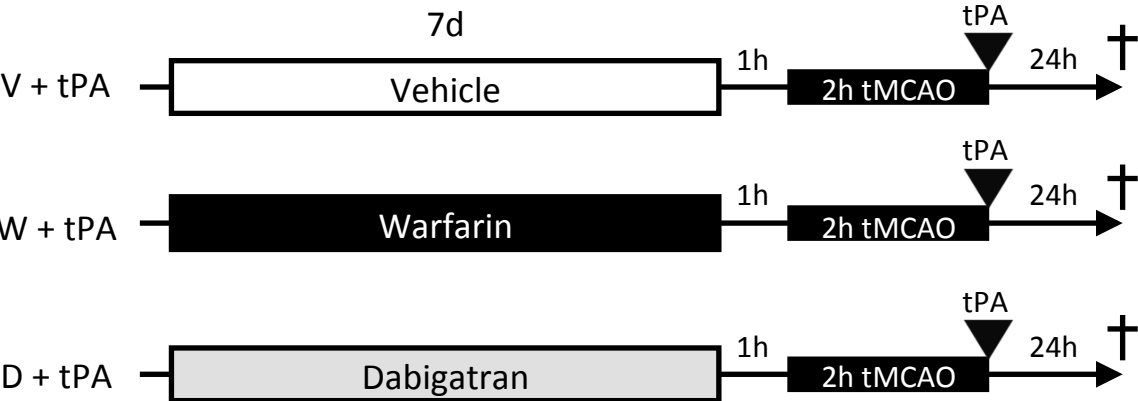 7d
tPA
V + tPA
Vehicle
1h
2h tMCAO
24h
tPA
W + tPA
Warfarin
1h
2h tMCAO
24h
tPA
D + tPA
Dabigatran
1h
2h tMCAO
24h